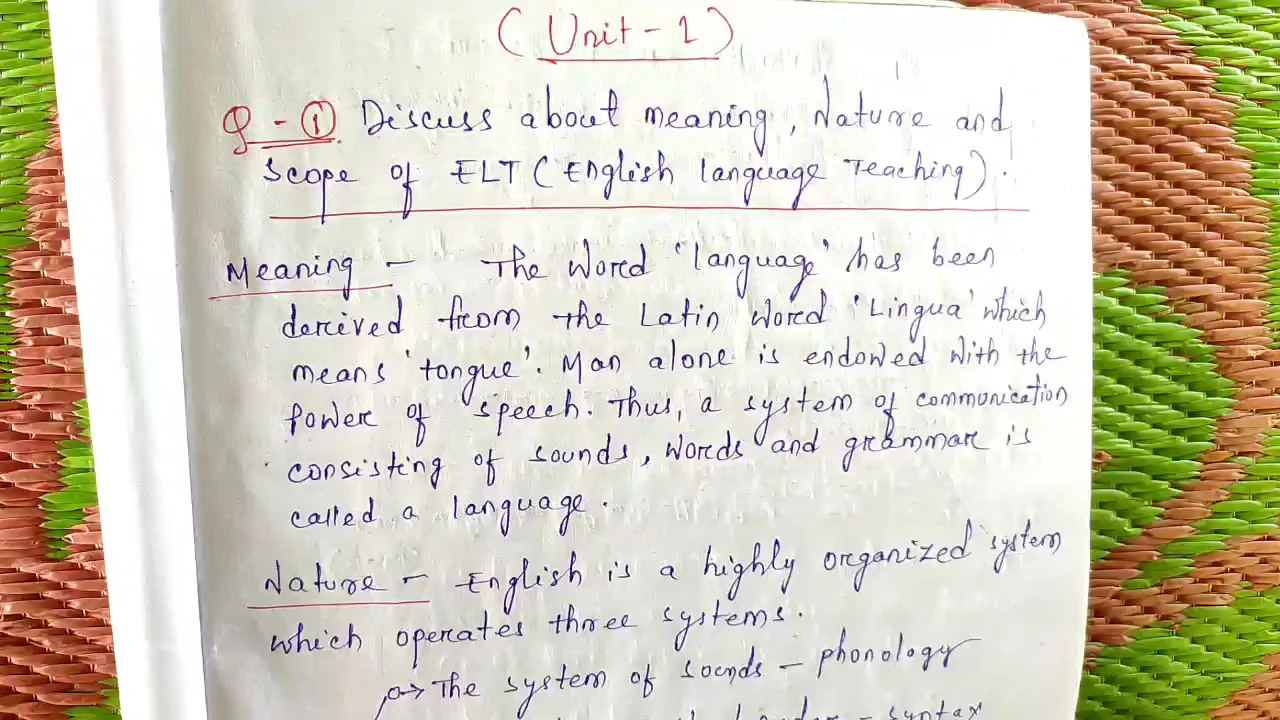 (Unit - 1)
Q - ① Discuss about meaning, Nature and
scope of ELT (English language Teaching).
Meaning - The word 'language' has been
derived from the Latin word 'Lingua' which
means 'tongue'. Man alone is endowed with the
power of speech. Thus, a system of communication
consisting of sounds, words and grammar is
called a language.
Nature - English is a highly organized system
which operates three systems.
→ The system of sounds - phonology
- syntax